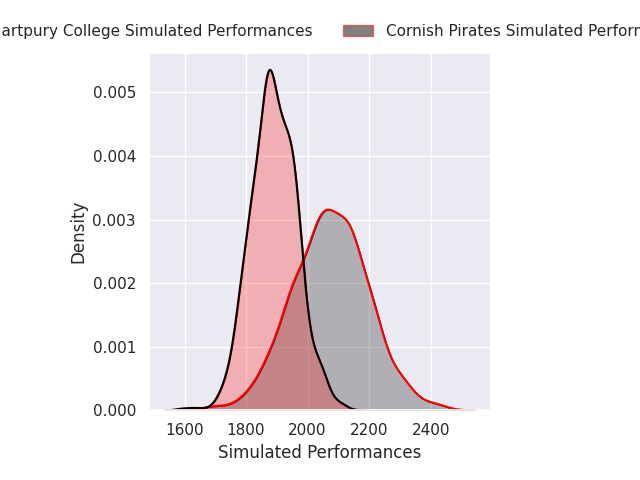 artpury College Simulated Performances
Cornish Pirates Simulated Perforr
0.005
0.004
0.003
0.002
0.001
0.000
Density
1600 1800 2000 2200 2400
Simulated Performances